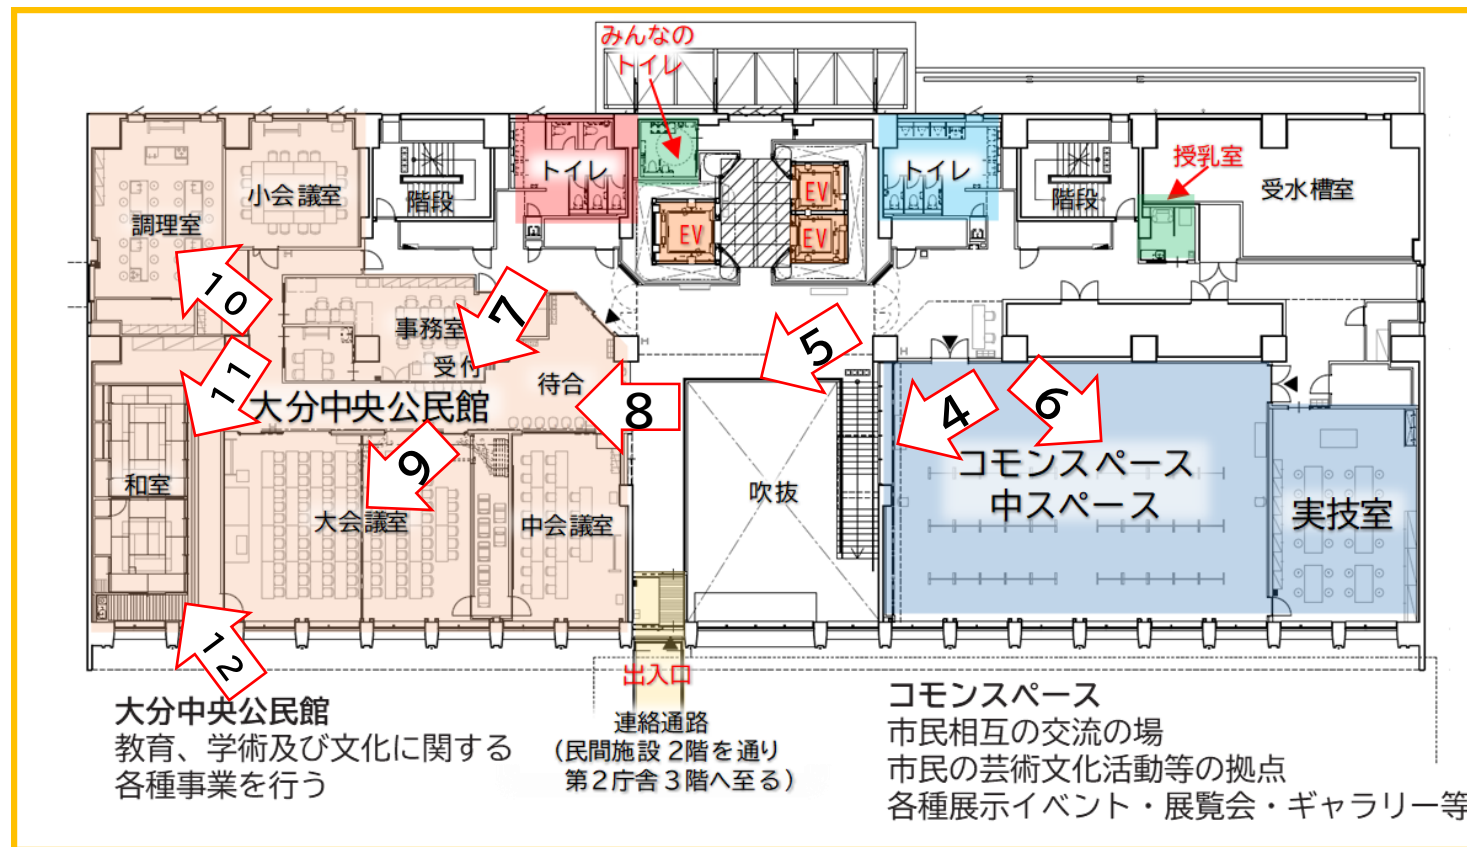 みんなの
トイレ
トイレ
EV
EV
EV
トイレ
授乳室
受水槽室
階段
階段
小会議室
調理室
10
7
事務室
受付
待合
5
11
大分中央公民館
8
4
6
コモンスペース
中スペース
実技室
和室
9
大会議室
中会議室
吹抜
12
出入口
連絡通路
(民間施設2階を通り
第2庁舎3階へ至る)
大分中央公民館
教育、学術及び文化に関する
各種事業を行う
コモンスペース
市民相互の交流の場
市民の芸術文化活動等の拠点
各種展示イベント・展覧会・ギャラリー等